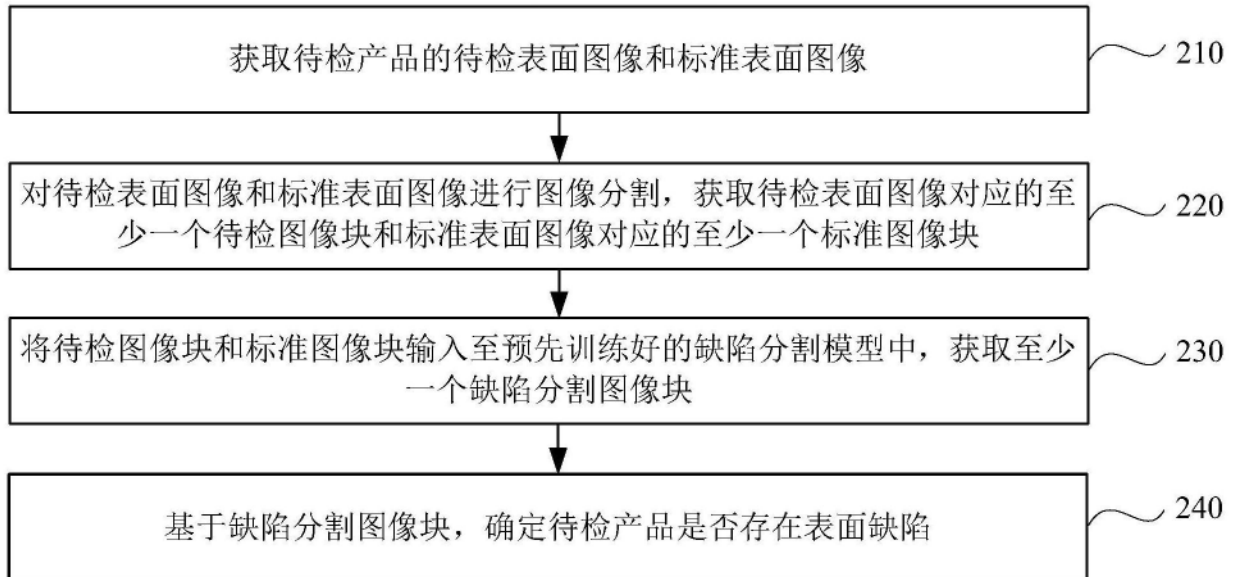 获取待检产品的待检表面图像和标准表面图像
210
对待检表面图像和标准表面图像进行图像分割，获取待检表面图像对应的至
少一个待检图像块和标准表面图像对应的至少一个标准图像块
220
将待检图像块和标准图像块输入至预先训练好的缺陷分割模型中，获取至少
一个缺陷分割图像块
230
基于缺陷分割图像块，确定待检产品是否存在表面缺陷
240